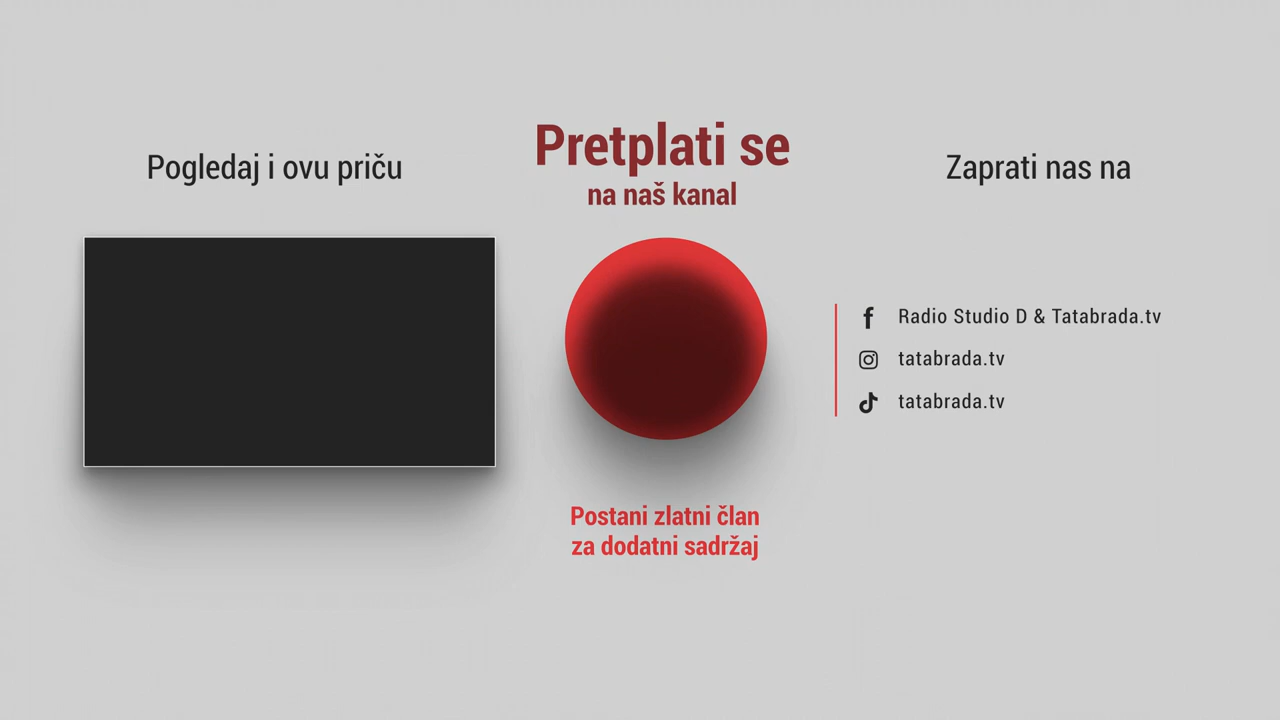 Pogledaj i ovu priču
Pretplati se
na naš kanal
Postani zlatni član
za dodatni sadržaj
Zaprati nas na
Radio Studio D & Tatabrada.tv
tatabrada.tv
tatabrada.tv